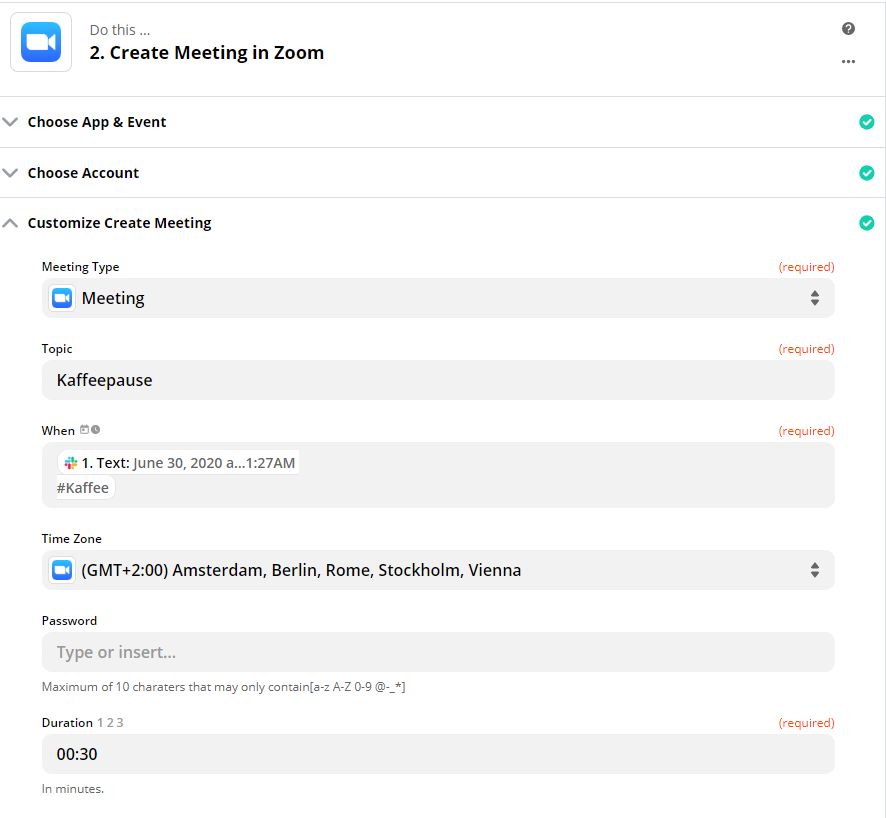 Do this ...
2. Create Meeting in Zoom
Choose App & Event
Choose Account
Customize Create Meeting
Meeting Type (required)
Meeting
Topic (required)
Kaffeepause
When (required)
1. Text: June 30, 2020 a...1:27AM
#Kaffee
Time Zone
(GMT+2:00) Amsterdam, Berlin, Rome, Stockholm, Vienna
Password
Type or insert...
Maximum of 10 charaters that may only contain[a-z A-Z 0-9 @-_*]
Duration 1 2 3 (required)
00:30
In minutes.